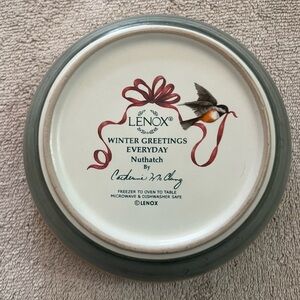 LENOX®
WINTER GREETINGS
EVERYDAY
Nuthatch
By
Catherine McClung
FREEZER TO OVEN TO TABLE
MICROWAVE & DISHWASHER SAFE
©LENOX